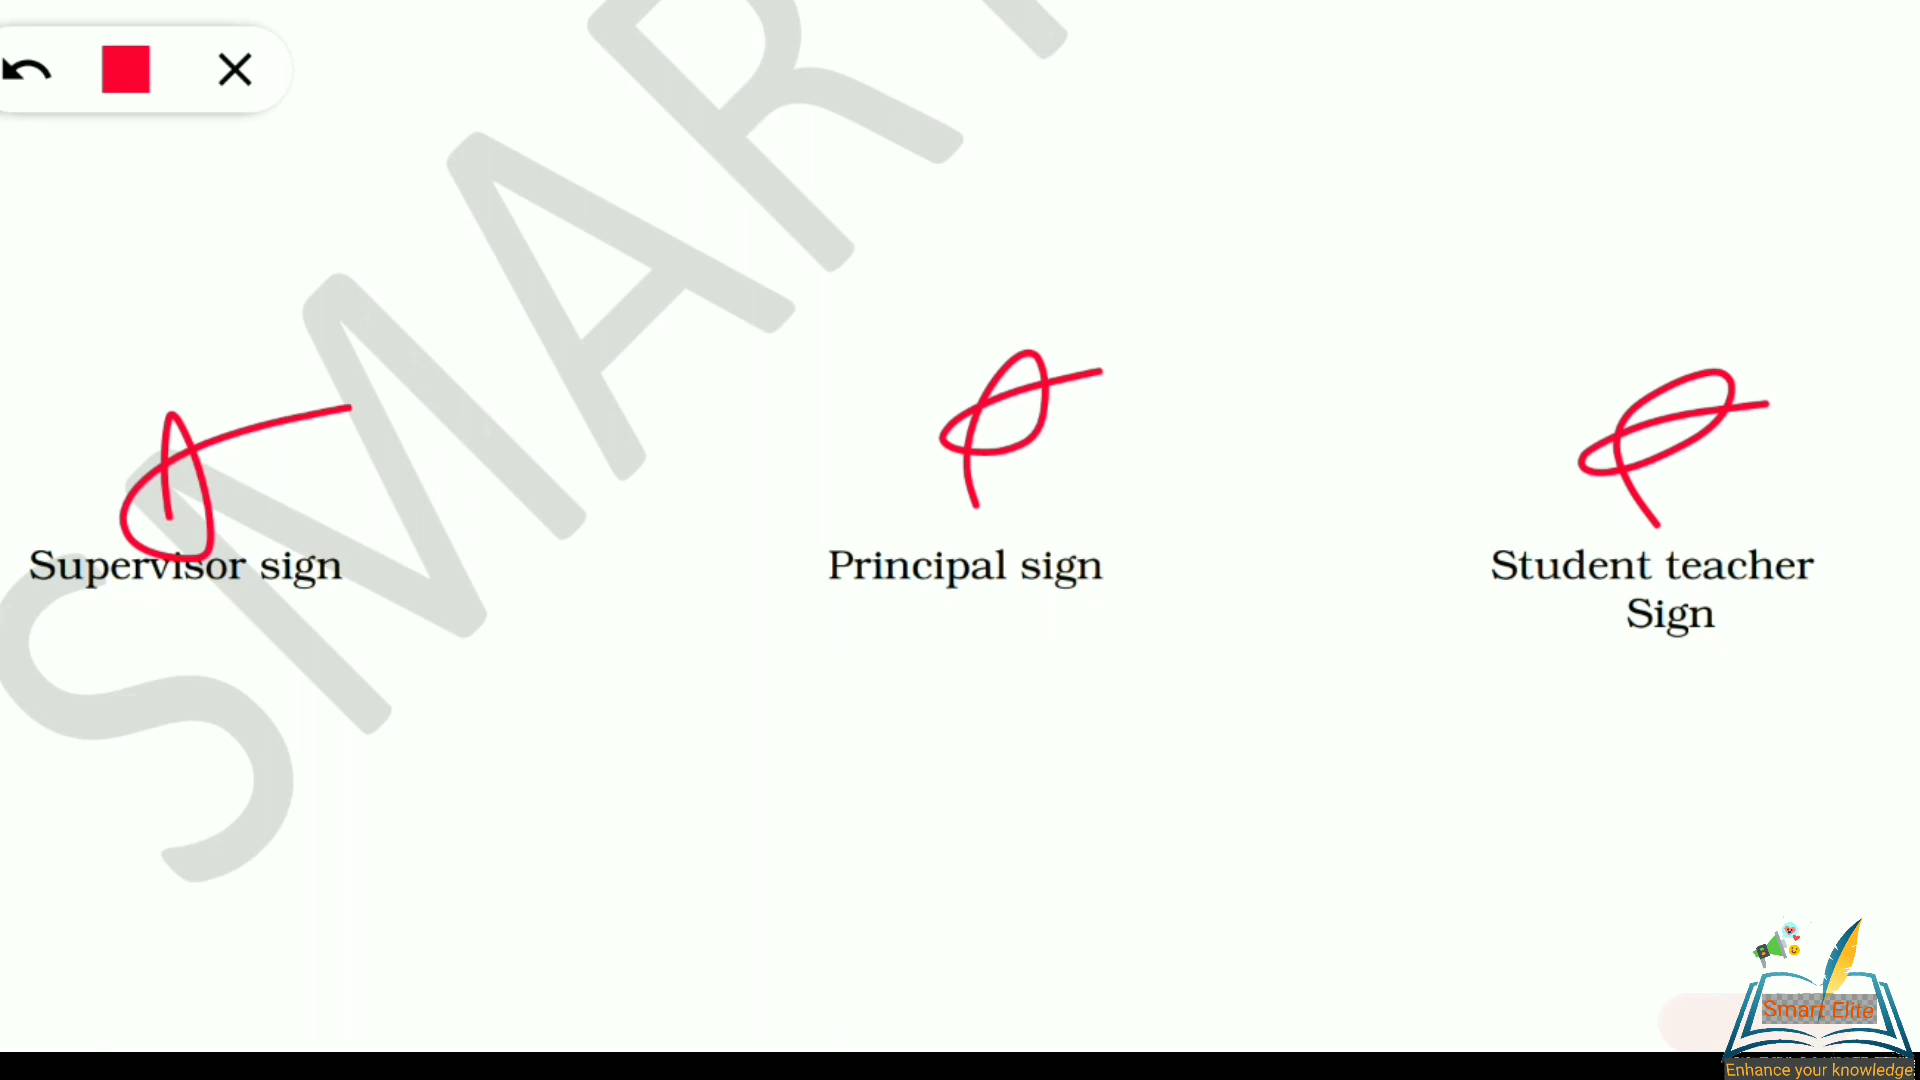 SMART
Supervisor sign
Principal sign
Student teacher
Sign
Smart Elite
Enhance your knowledge